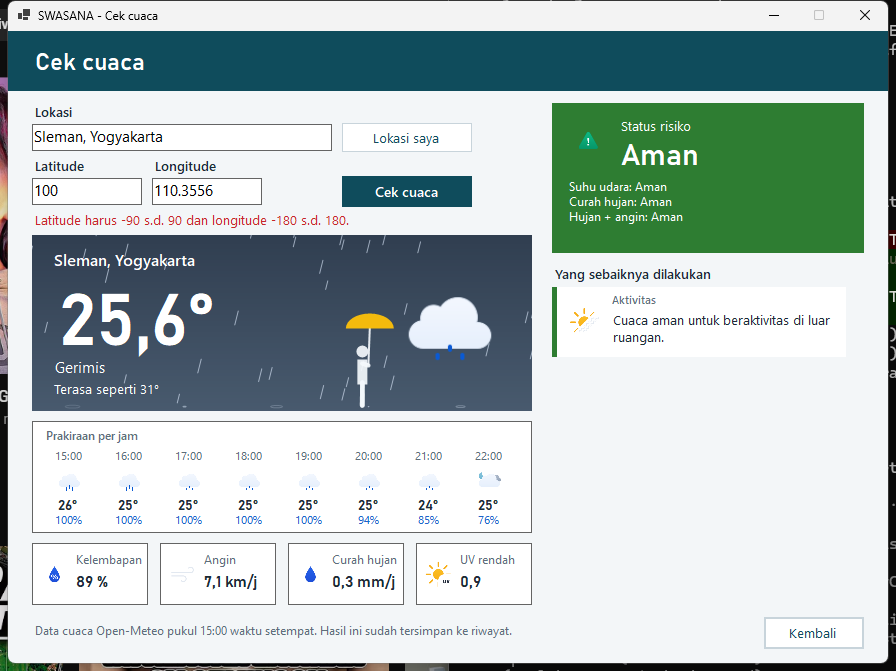 SWASANA - Cek cuaca
Cek cuaca
Lokasi
Sleman, Yogyakarta
Lokasi saya
Latitude
Longitude
100
110.3556
Cek cuaca
Latitude harus -90 s.d. 90 dan longitude -180 s.d. 180.
Sleman, Yogyakarta
25,6°
Gerimis
Terasa seperti 31°
Prakiraan per jam
15:00 16:00 17:00 18:00 19:00 20:00 21:00 22:00
26° 25° 25° 25° 25° 25° 24° 25°
100% 100% 100% 100% 100% 94% 85% 76%
Kelembapan
89 %
Angin
7,1 km/j
Curah hujan
0,3 mm/j
UV rendah
0,9
Data cuaca Open-Meteo pukul 15:00 waktu setempat. Hasil ini sudah tersimpan ke riwayat.
Status risiko
Aman
Suhu udara: Aman
Curah hujan: Aman
Hujan + angin: Aman
Yang sebaiknya dilakukan
Aktivitas
Cuaca aman untuk beraktivitas di luar
ruangan.
Kembali